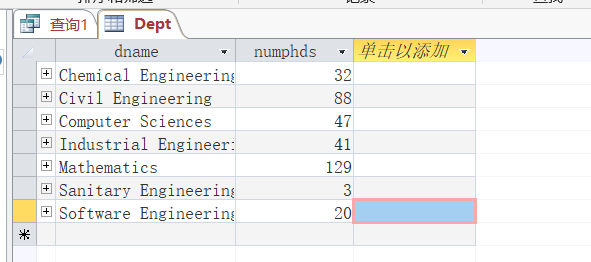 查询1 Dept
dname numphds 单击以添加
Chemical Engineering 32
Civil Engineering 88
Computer Sciences 47
Industrial Engineeri 41
Mathematics 129
Sanitary Engineering 3
Software Engineering 20